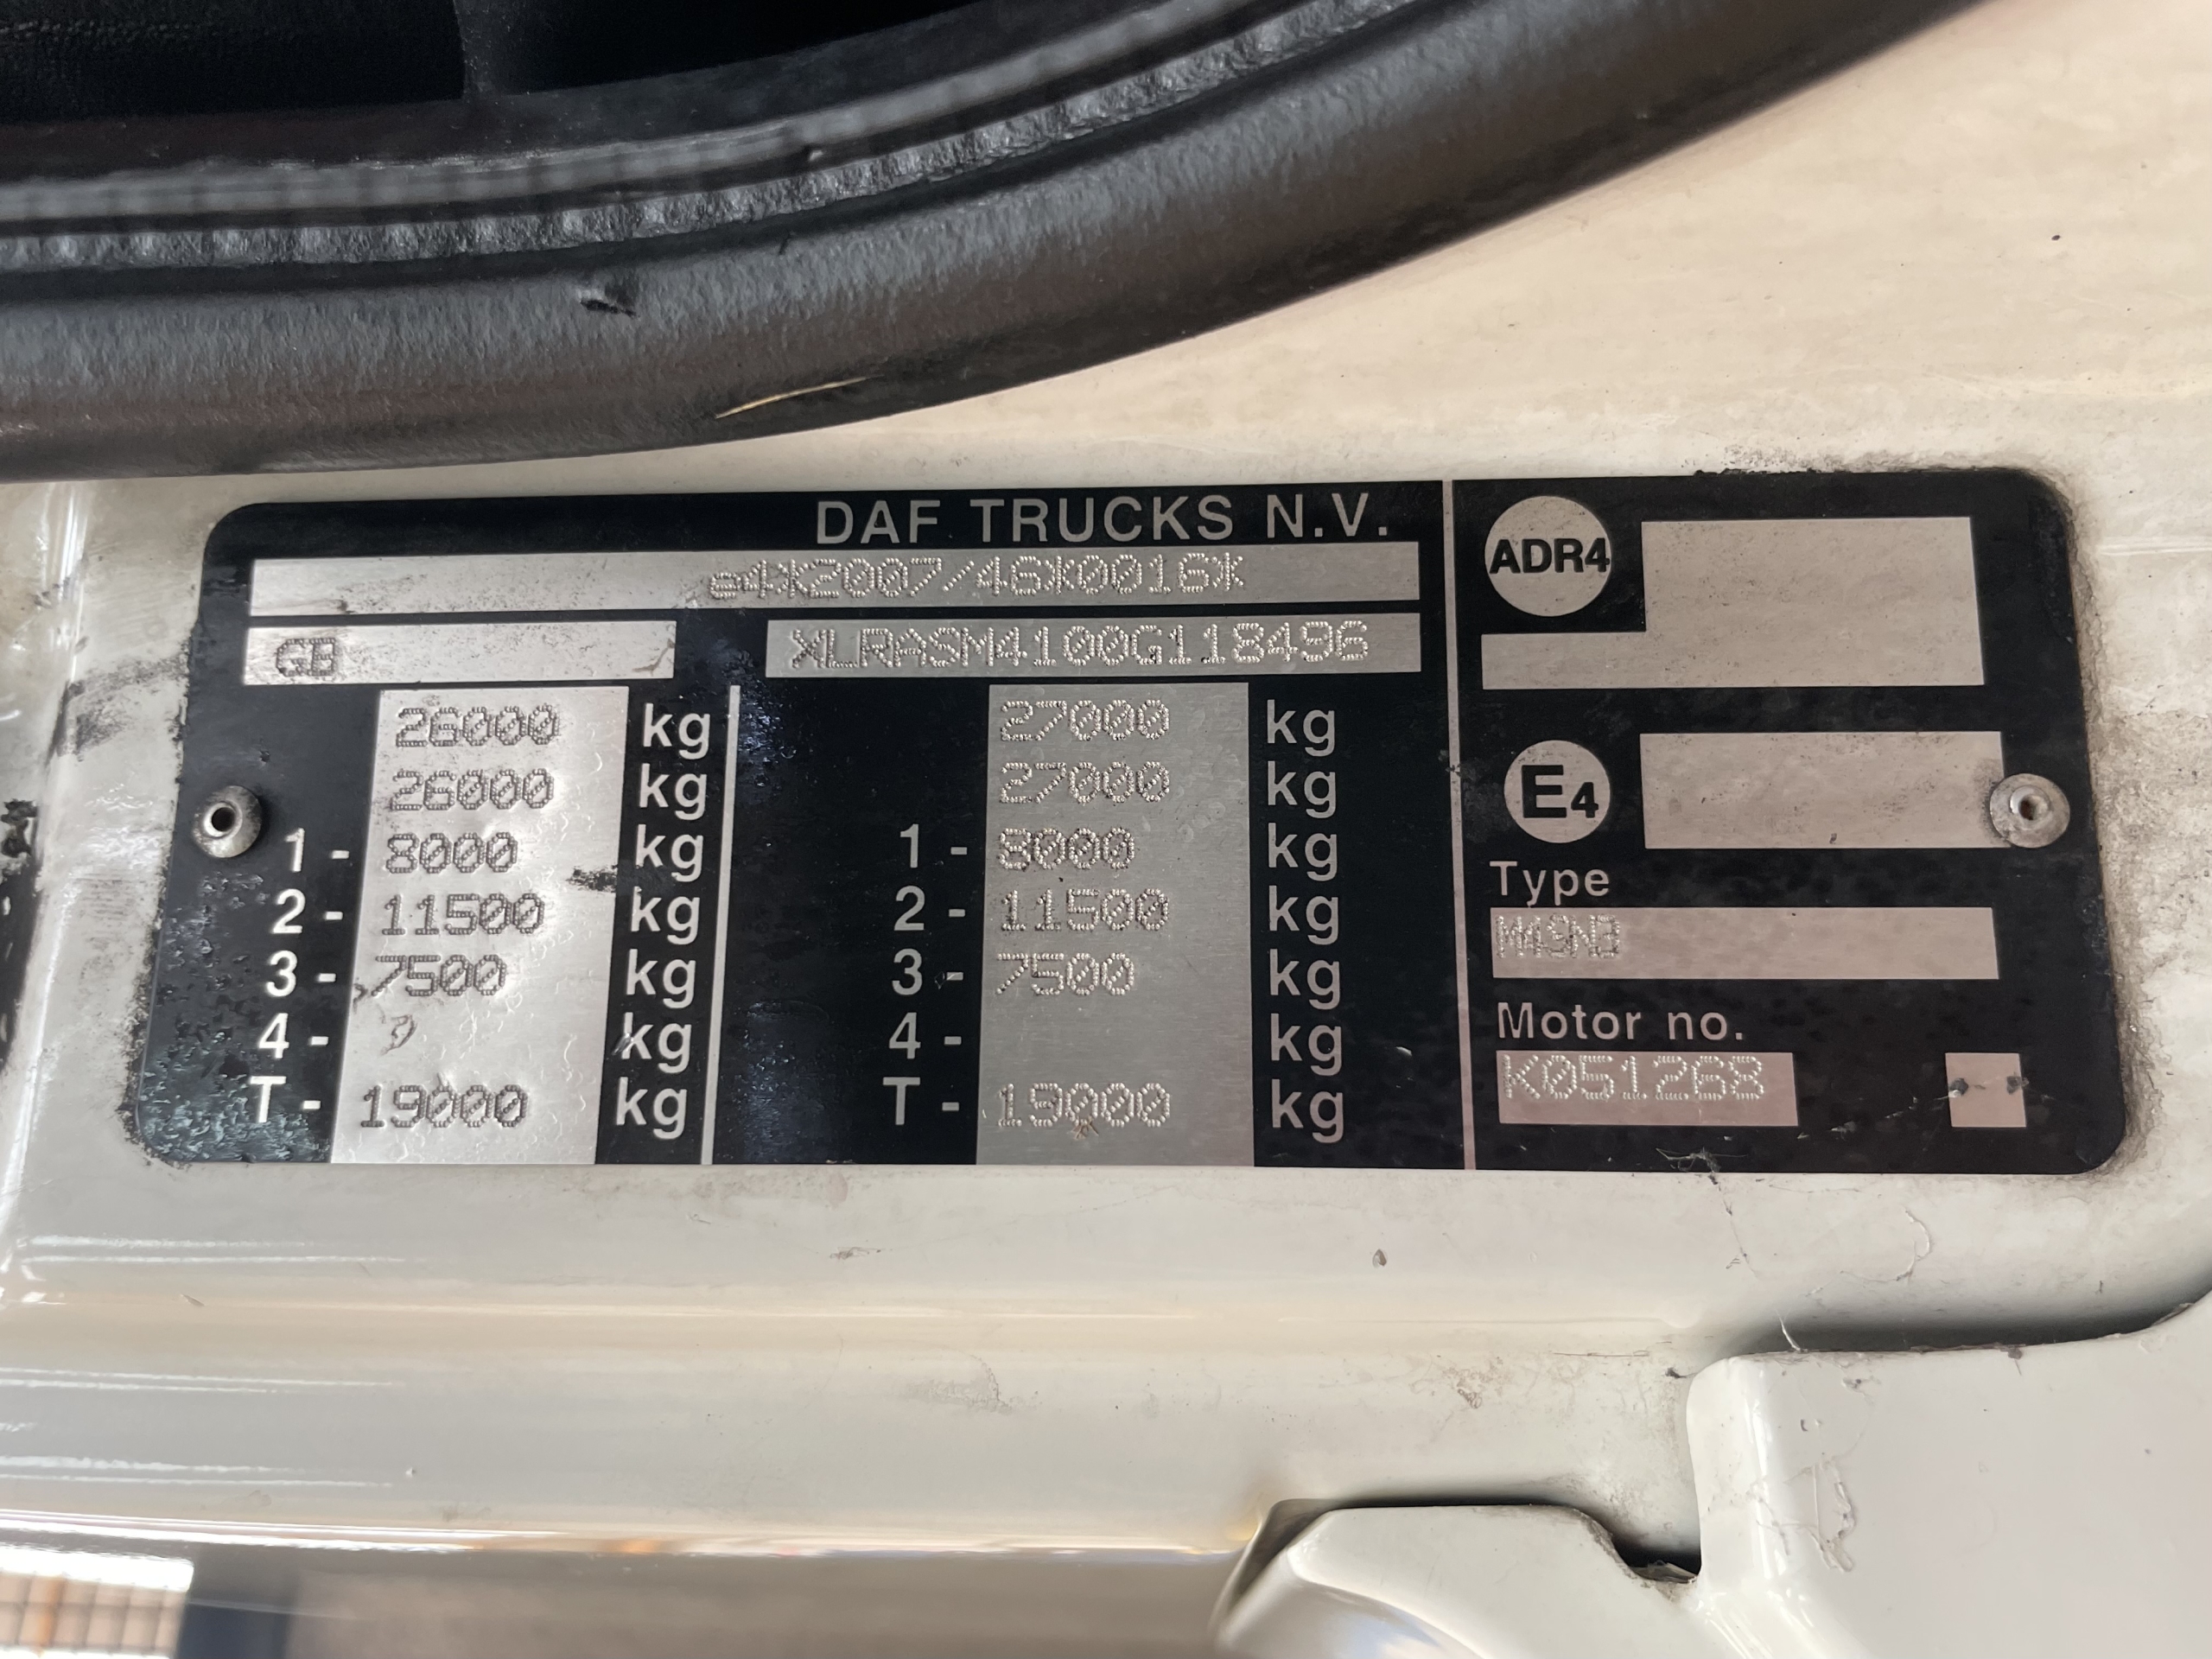 DAF TRUCKS N.V.
e4*2007/46*0016*
GB XLRASM4100G118496
26000 kg 27000 kg
26000 kg 27000 kg
1 - 8000 kg 1 - 8000 kg
2 - 11500 kg 2 - 11500 kg
3 - 7500 kg 3 - 7500 kg
4 - kg 4 - kg
T - 19000 kg T - 19000 kg
ADR4
E4
Type
M49N3
Motor no.
K051268